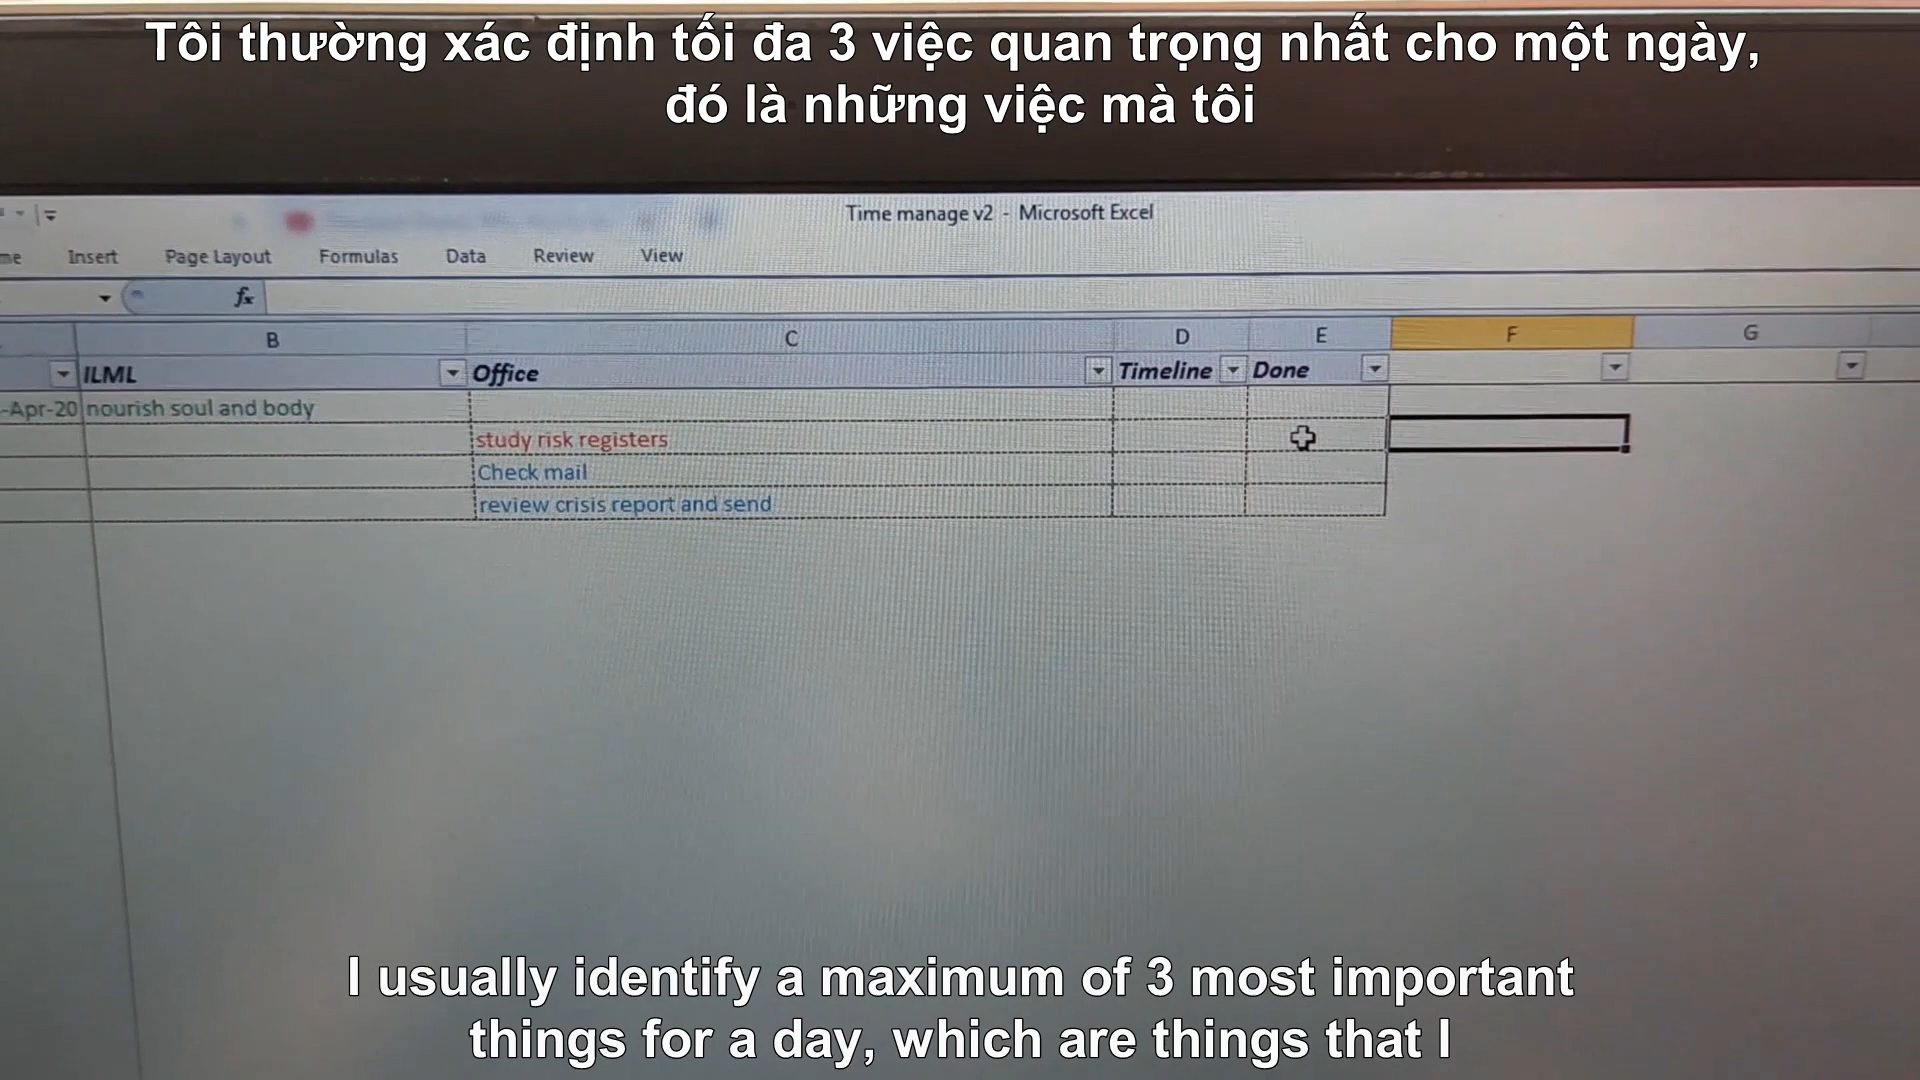 Tôi thường xác định tối đa 3 việc quan trọng nhất cho một ngày,
đó là những việc mà tôi
Time manage v2 - Microsoft Excel
Insert Page Layout Formulas Data Review View
fx
B C D E F G
ILML Office Timeline Done
-Apr-20 nourish soul and body
study risk registers
Check mail
review crisis report and send
I usually identify a maximum of 3 most important
things for a day, which are things that I